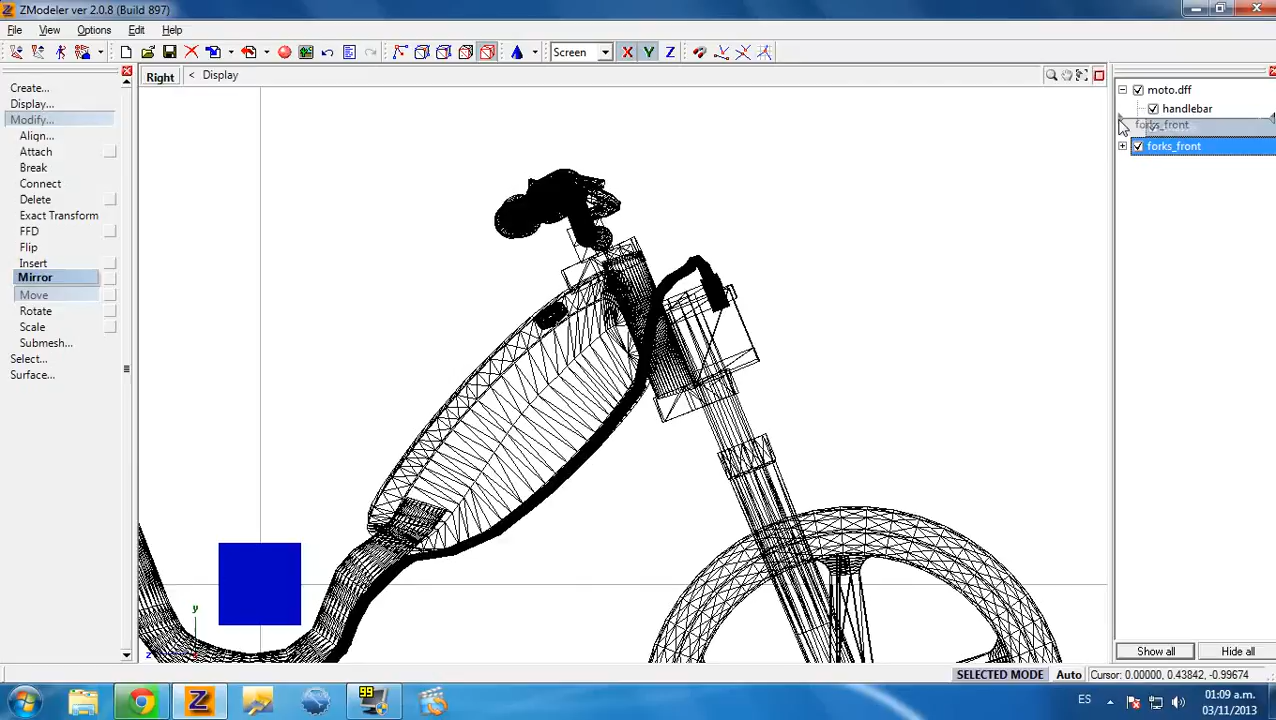 ZModeler ver 2.0.8 (Build 897)
File View Options Edit Help
Screen X Y Z
Right < Display
Create...
Display...
Modify...
Align...
Attach
Break
Connect
Delete
Exact Transform
FFD
Flip
Insert
Mirror
Move
Rotate
Scale
Submesh...
Select...
Surface...
moto.dff
handlebar
forks_front
forks_front
y
z
Show all Hide all
SELECTED MODE Auto Cursor: 0.00000, 0.43842, -0.99674
99
ES
01:09 a.m.
03/11/2013